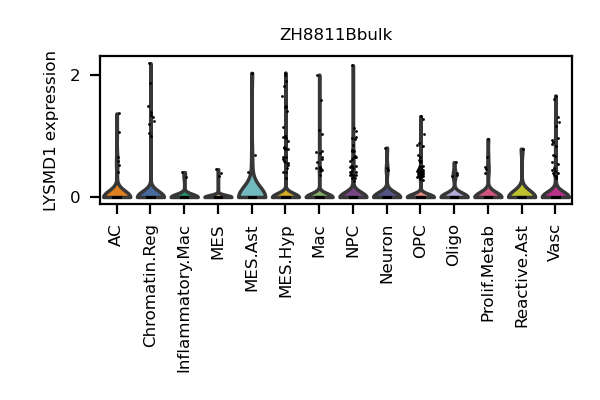 ZH8811Bbulk
LYSMD1 expression
2
0
AC
Chromatin.Reg
Inflammatory.Mac
MES
MES.Ast
MES.Hyp
Mac
NPC
Neuron
OPC
Oligo
Prolif.Metab
Reactive.Ast
Vasc